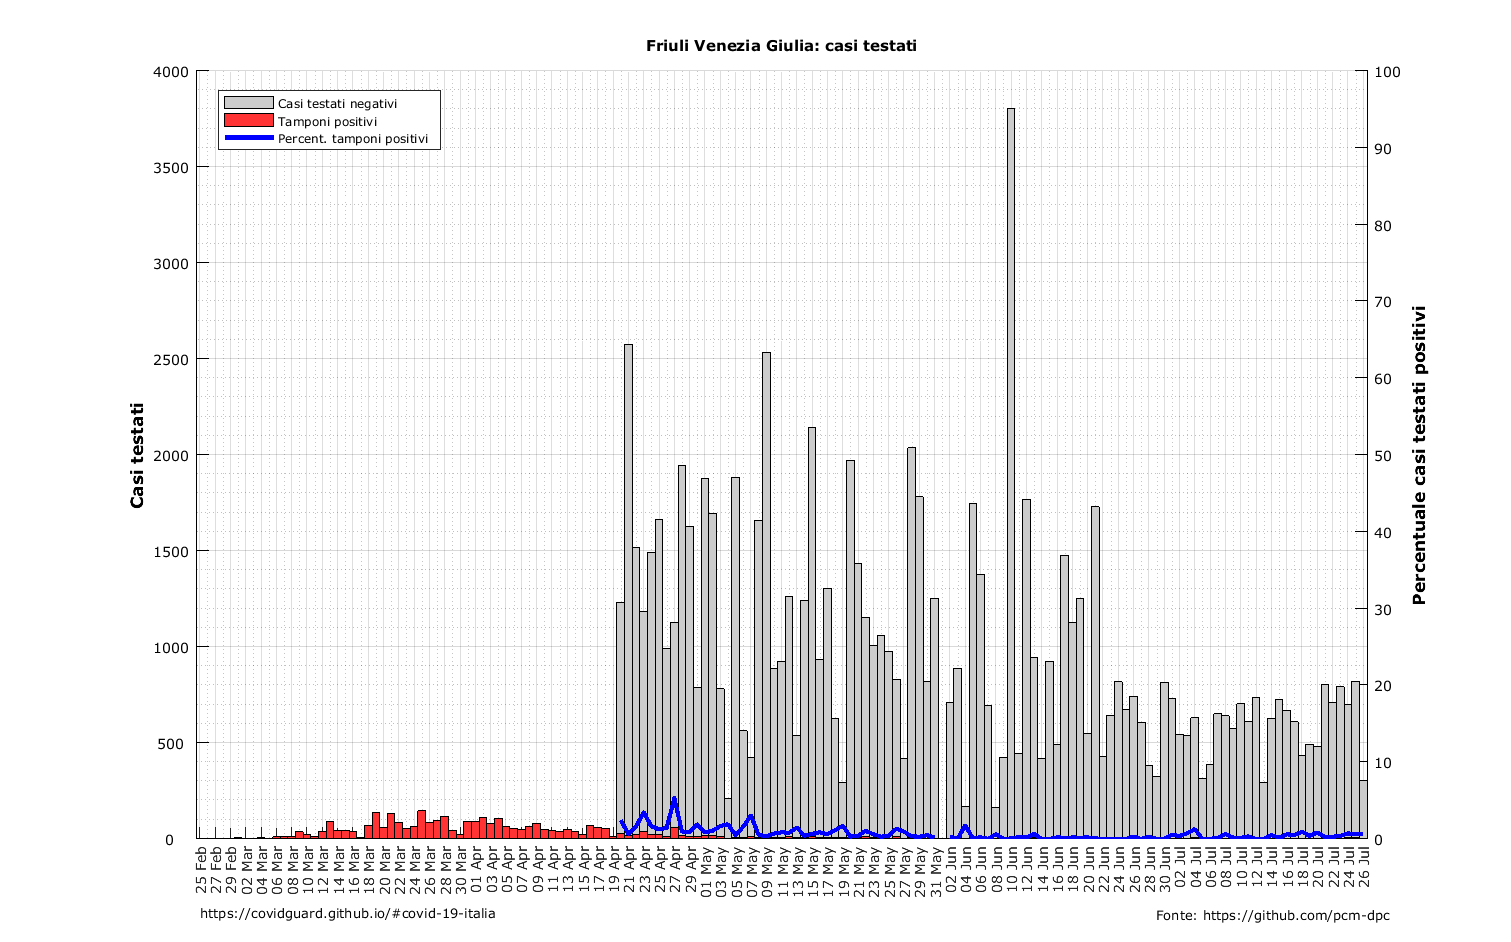 Friuli Venezia Giulia: casi testati
Casi testati negativi
Tamponi positivi
Percent. tamponi positivi
Casi testati
4000
3500
3000
2500
2000
1500
1000
500
0
100
90
80
70
60
50
40
30
20
10
0
Percentuale casi testati positivi
25 Feb
27 Feb
29 Feb
02 Mar
04 Mar
06 Mar
08 Mar
10 Mar
12 Mar
14 Mar
16 Mar
18 Mar
20 Mar
22 Mar
24 Mar
26 Mar
28 Mar
30 Mar
01 Apr
03 Apr
05 Apr
07 Apr
09 Apr
11 Apr
13 Apr
15 Apr
17 Apr
19 Apr
21 Apr
23 Apr
25 Apr
27 Apr
29 Apr
01 May
03 May
05 May
07 May
09 May
11 May
13 May
15 May
17 May
19 May
21 May
23 May
25 May
27 May
29 May
31 May
02 Jun
04 Jun
06 Jun
08 Jun
10 Jun
12 Jun
14 Jun
16 Jun
18 Jun
20 Jun
22 Jun
24 Jun
26 Jun
28 Jun
30 Jun
02 Jul
04 Jul
06 Jul
08 Jul
10 Jul
12 Jul
14 Jul
16 Jul
18 Jul
20 Jul
22 Jul
24 Jul
26 Jul
https://covidguard.github.io/#covid-19-italia
Fonte: https://github.com/pcm-dpc